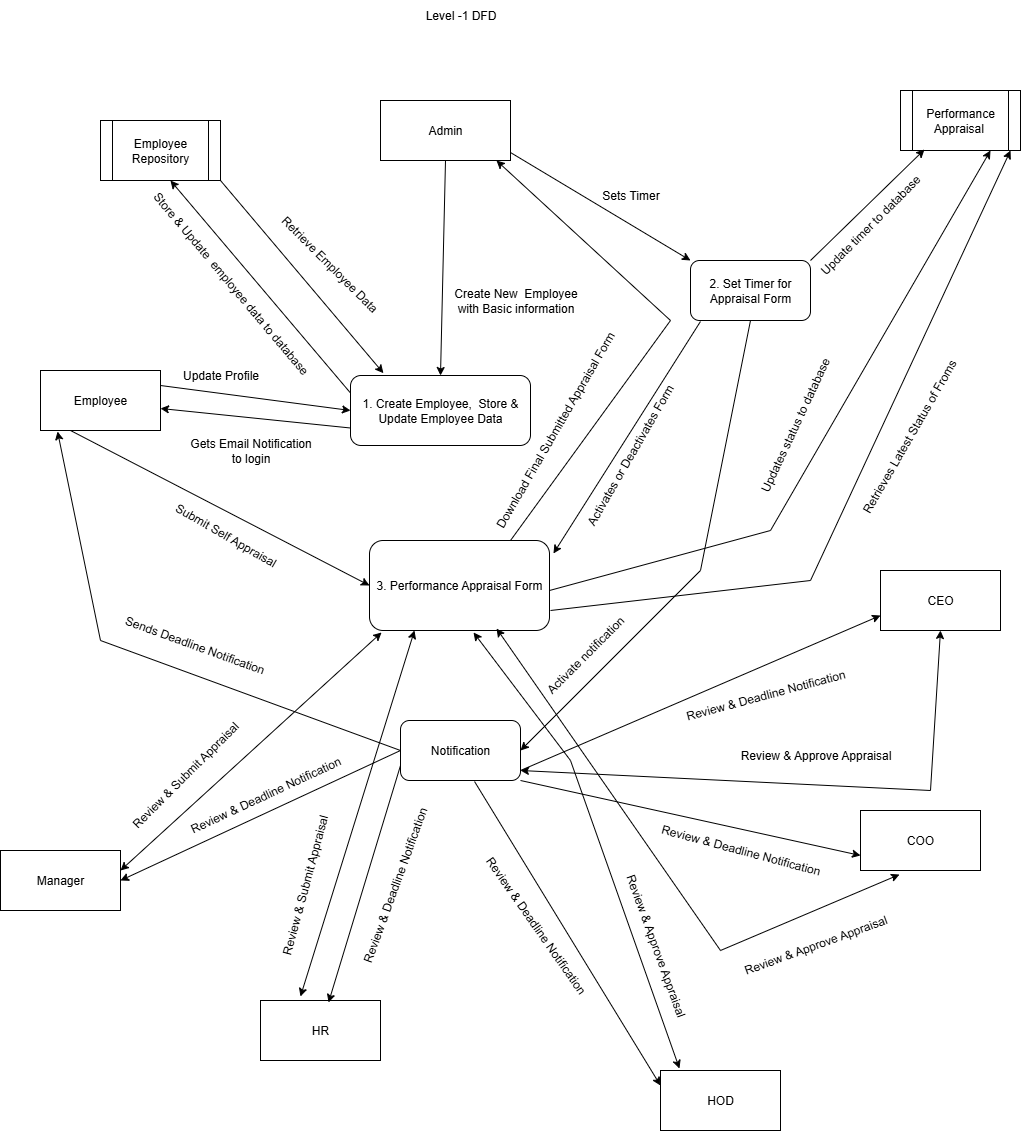 Level -1 DFD
Employee
Repository
Admin
Performance
Appraisal
Sets Timer
Store & Update  employee data to database
Retrieve Employee Data
Update timer to database
2. Set Timer for
Appraisal Form
Create New  Employee
with Basic information
Employee
Update Profile
1. Create Employee,  Store &
Update Employee Data
Gets Email Notification
to login
Download Final Submitted Appraisal Form
Activates or Deactivates Form
Updates status to database
Retrieves Latest Status of Froms
Submit Self Appraisal
3. Performance Appraisal Form
CEO
Sends Deadline Notification
Activate notification
Review & Deadline Notification
Notification
Review & Approve Appraisal
Review & Submit Appraisal
Review & Deadline Notification
Review & Deadline Notification
COO
Manager
Review & Submit Appraisal
Review & Deadline Notification
Review & Deadline Notification
Review & Approve Appraisal
Review & Approve Appraisal
HR
HOD